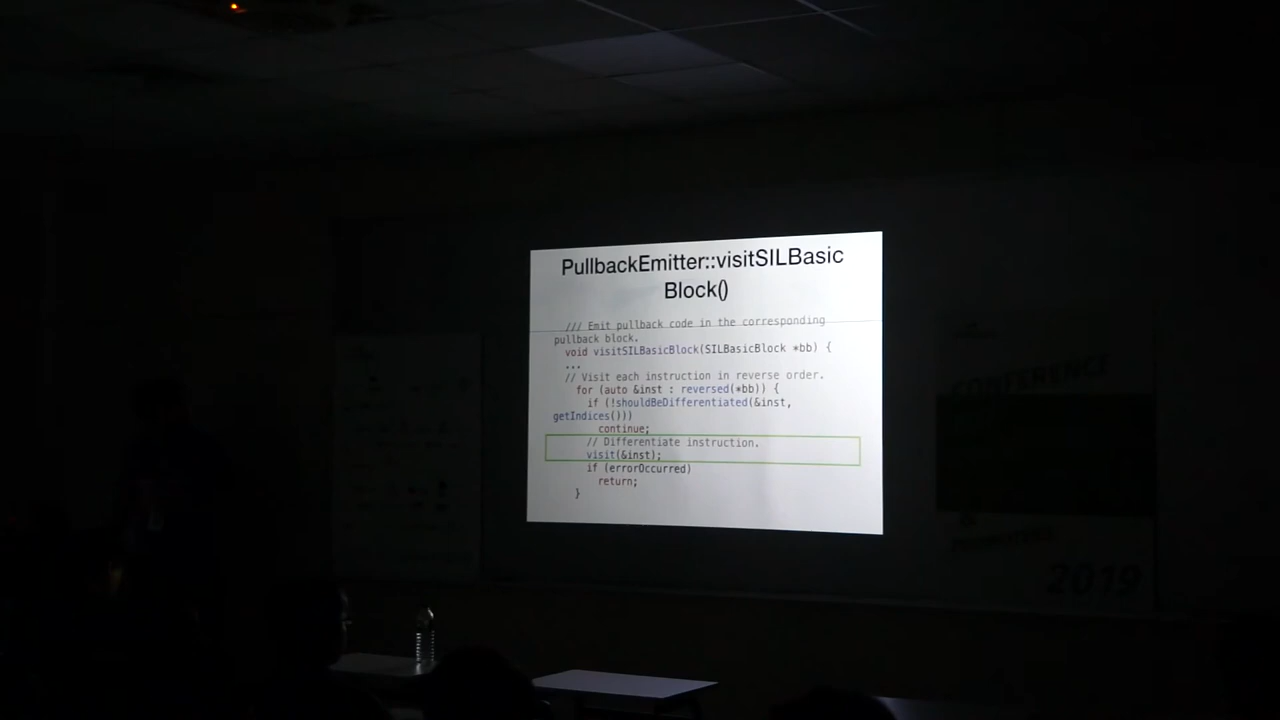 PullbackEmitter::visitSILBasic
Block()
/// Emit pullback code in the corresponding
pullback block.
void visitSILBasicBlock(SILBasicBlock *bb) {
...
// Visit each instruction in reverse order.
for (auto &inst : reversed(*bb)) {
if (!shouldBeDifferentiated(&inst,
getIndices()))
continue;
// Differentiate instruction.
visit(&inst);
if (errorOccurred)
return;
}
CONFERENCE
2019